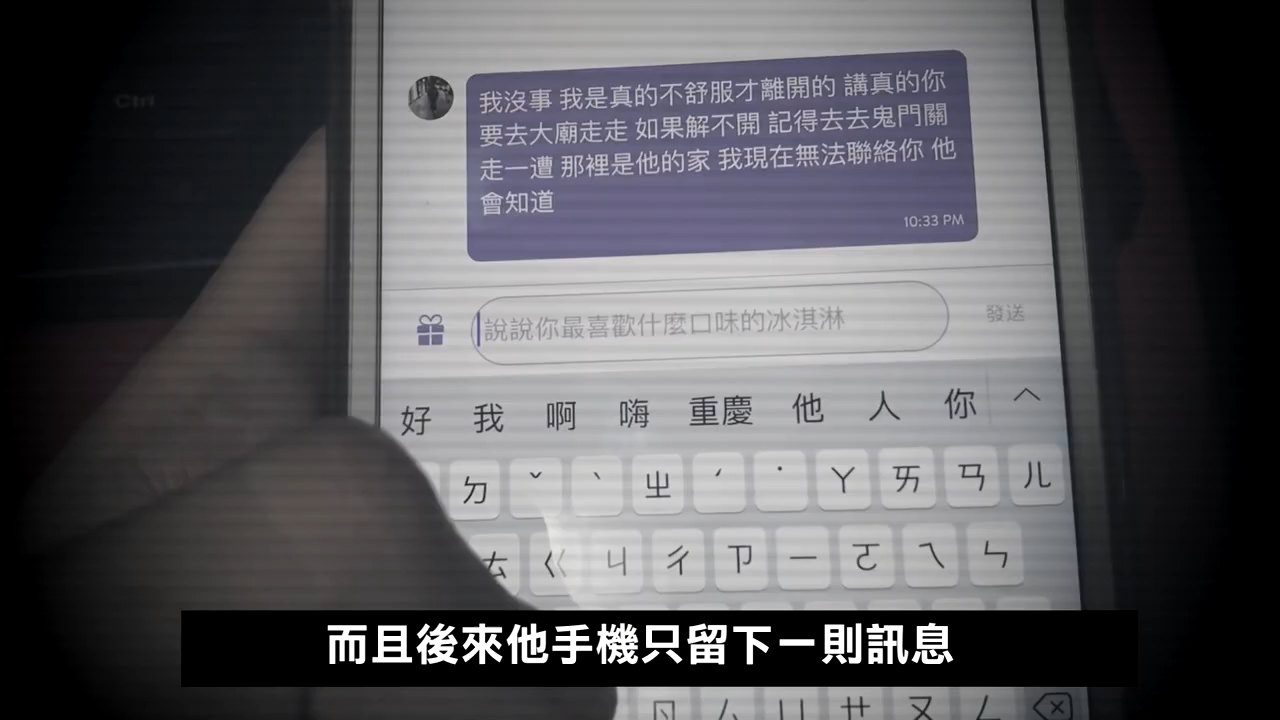 Ctrl
我沒事 我是真的不舒服才離開的 講真的你
要去大廟走走 如果解不開 記得去去鬼門關
走一遭 那裡是他的家 我現在無法聯絡你 他
會知道
10:33 PM
說說你最喜歡什麼口味的冰淇淋
發送
好 我 啊 嗨 重慶 他 人 你
ㄉ ˇ ˋ ㄓ ˊ ˙ ㄚ ㄞ ㄢ ㄦ
ㄊ ㄍ ㄐ ㄔ ㄗ ㄧ ㄛ ㄟ ㄣ
而且後來他手機只留下一則訊息